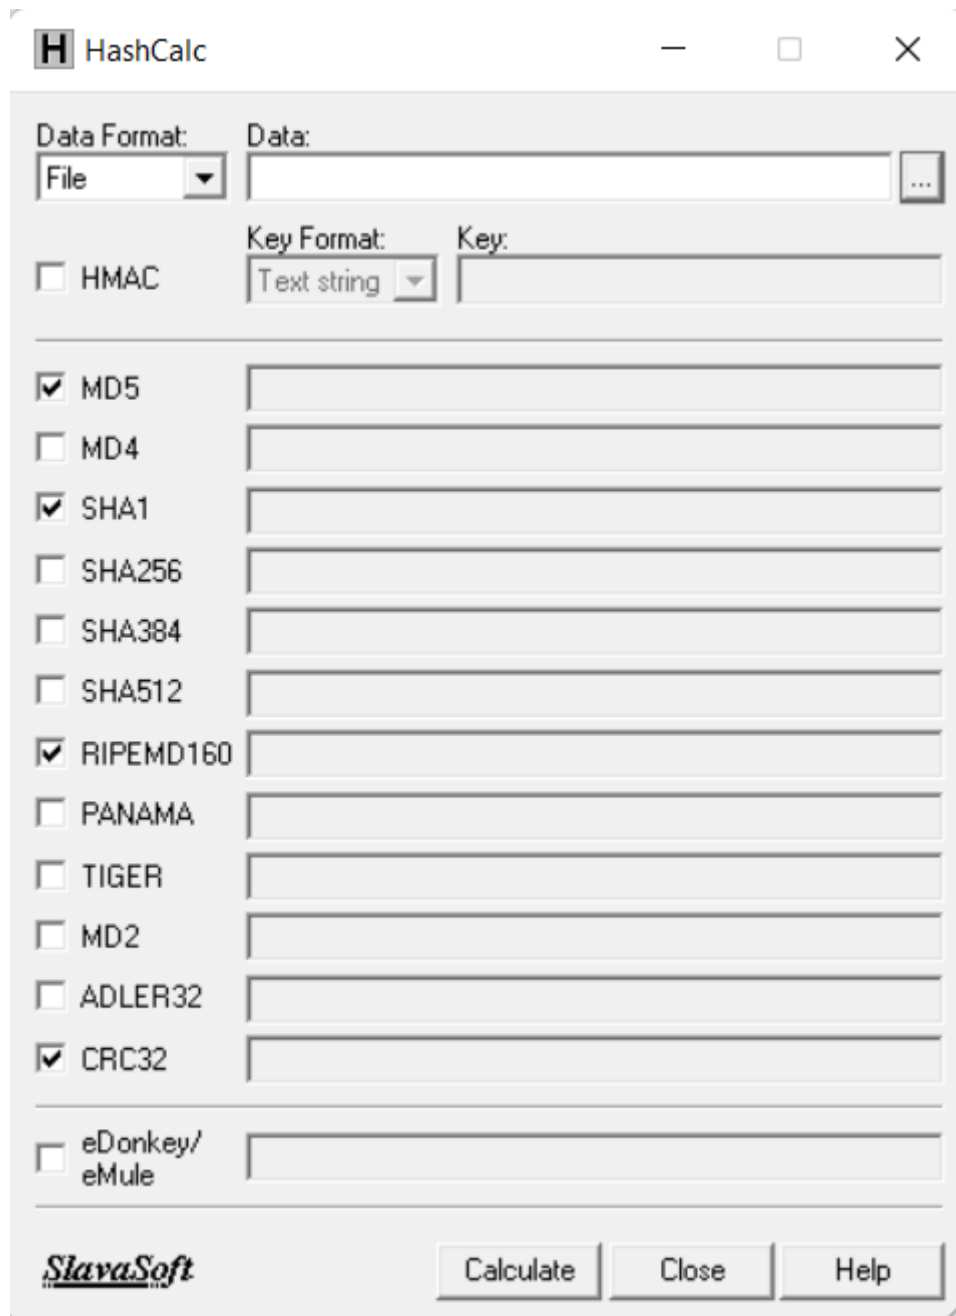 H HashCalc
Data Format: Data:
File ...
Key Format: Key:
HMAC Text string
MD5
MD4
SHA1
SHA256
SHA384
SHA512
RIPEMD160
PANAMA
TIGER
MD2
ADLER32
CRC32
eDonkey/
eMule
SlavaSoft Calculate Close Help